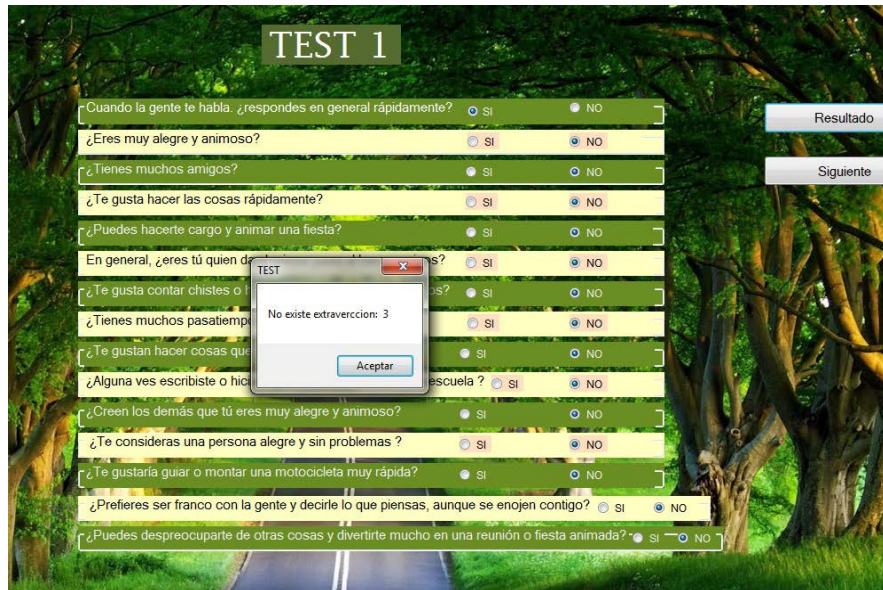 TEST 1
Cuando la gente te habla. ¿respondes en general rápidamente? SI NO
Resultado
¿Eres muy alegre y animoso? SI NO
¿Tienes muchos amigos? SI NO
Siguiente
¿Te gusta hacer las cosas rápidamente? SI NO
¿Puedes hacerte cargo y animar una fiesta? SI NO
En general, ¿eres tú quien SI NO
TEST
¿Te gusta contar chistes o SI NO
No existe extraverccion: 3
¿Tienes muchos SI NO
¿Te gustan hacer cosas SI NO
Aceptar
¿Alguna ves escribiste o escuela ? SI NO
¿Creen los demás que tú eres muy alegre y animoso? SI NO
¿Te consideras una persona alegre y sin problemas ? SI NO
¿Te gustaría guiar o montar una motocicleta muy rápida? SI NO
¿Prefieres ser franco con la gente y decirle lo que piensas, aunque se enojen contigo? SI NO
¿Puedes despreocuparte de otras cosas y divertirte mucho en una reunión o fiesta animada? SI NO